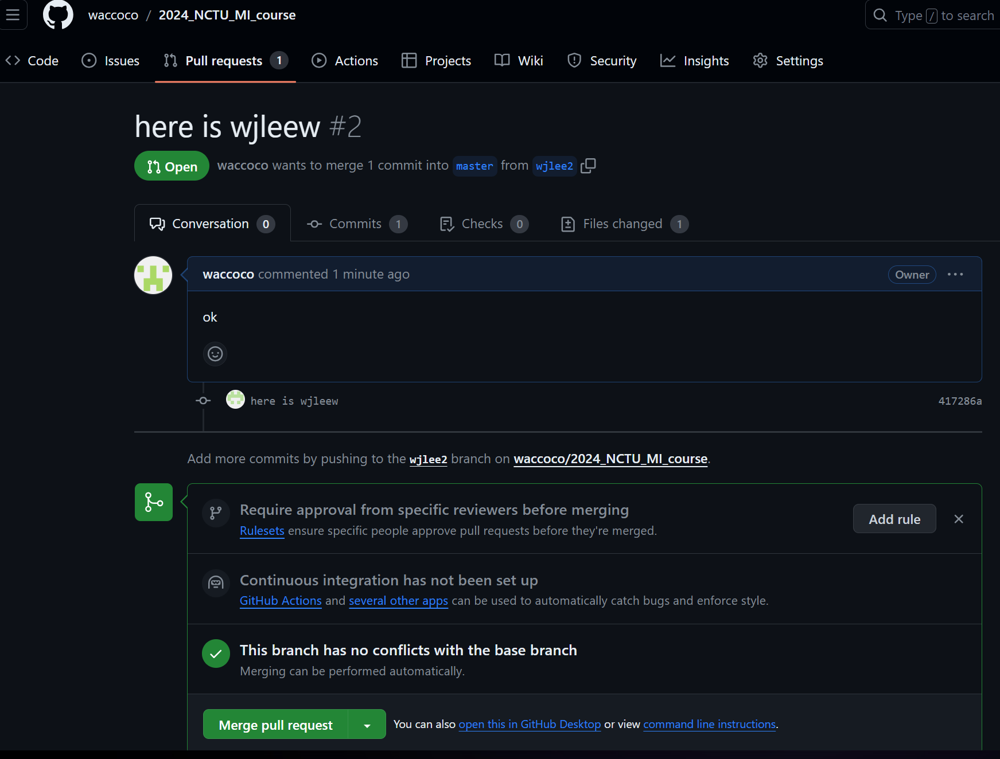 waccoco / 2024_NCTU_MI_course
Type / to search
Code Issues Pull requests 1 Actions Projects Wiki Security Insights Settings
here is wjleew #2
Open waccoco wants to merge 1 commit into master from wjlee2
Conversation 0 Commits 1 Checks 0 Files changed 1
waccoco commented 1 minute ago Owner
ok
here is wjleew 417286a
Add more commits by pushing to the wjlee2 branch on waccoco/2024_NCTU_MI_course.
Require approval from specific reviewers before merging
Rulesets ensure specific people approve pull requests before they're merged.
Add rule
Continuous integration has not been set up
GitHub Actions and several other apps can be used to automatically catch bugs and enforce style.
This branch has no conflicts with the base branch
Merging can be performed automatically.
Merge pull request You can also open this in GitHub Desktop or view command line instructions.